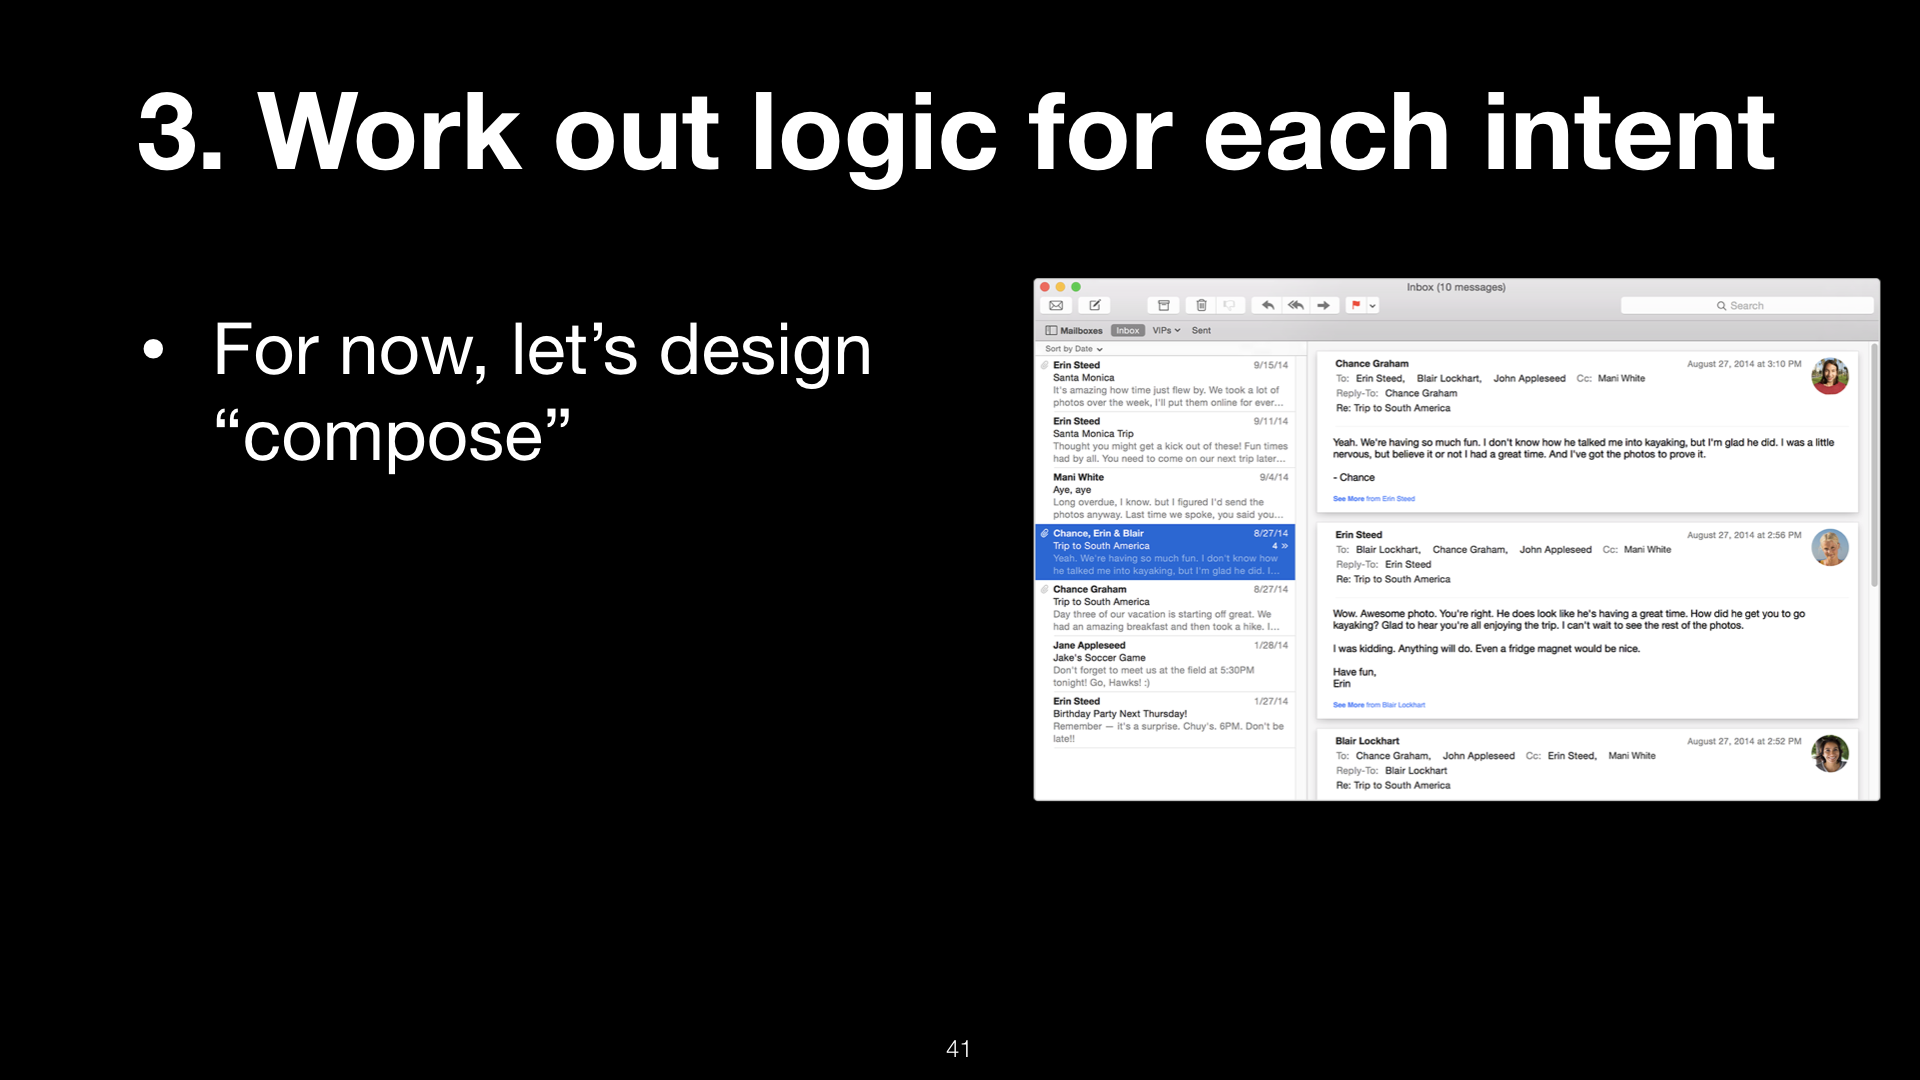 3. Work out logic for each intent
• For now, let’s design
“compose”
Inbox (10 messages)
Search
Mailboxes Inbox VIPs Sent
Sort by Date
Erin Steed 9/15/14
Santa Monica
It's amazing how time just flew by. We took a lot of
photos over the week, I'll put them online for ever...
Erin Steed 9/11/14
Santa Monica Trip
Thought you might get a kick out of these! Fun times
had by all. You need to come on our next trip later...
Mani White 9/4/14
Aye, aye
Long overdue, I know. but I figured I'd send the
photos anyway. Last time we spoke, you said you...
Chance, Erin & Blair 8/27/14
Trip to South America 4 »
Yeah. We're having so much fun. I don't know how
he talked me into kayaking, but I'm glad he did. I...
Chance Graham 8/27/14
Trip to South America
Day three of our vacation is starting off great. We
had an amazing breakfast and then took a hike. I...
Jane Appleseed 1/28/14
Jake's Soccer Game
Don't forget to meet us at the field at 5:30PM
tonight! Go, Hawks! :)
Erin Steed 1/27/14
Birthday Party Next Thursday!
Remember — it's a surprise. Chuy's. 6PM. Don't be
late!!
Chance Graham August 27, 2014 at 3:10 PM
To: Erin Steed, Blair Lockhart, John Appleseed Cc: Mani White
Reply-To: Chance Graham
Re: Trip to South America
Yeah. We're having so much fun. I don't know how he talked me into kayaking, but I'm glad he did. I was a little
nervous, but believe it or not I had a great time. And I've got the photos to prove it.
- Chance
See More from Erin Steed
Erin Steed August 27, 2014 at 2:56 PM
To: Blair Lockhart, Chance Graham, John Appleseed Cc: Mani White
Reply-To: Erin Steed
Re: Trip to South America
Wow. Awesome photo. You're right. He does look like he's having a great time. How did he get you to go
kayaking? Glad to hear you're all enjoying the trip. I can't wait to see the rest of the photos.
I was kidding. Anything will do. Even a fridge magnet would be nice.
Have fun,
Erin
See More from Blair Lockhart
Blair Lockhart August 27, 2014 at 2:52 PM
To: Chance Graham, John Appleseed Cc: Erin Steed, Mani White
Reply-To: Blair Lockhart
Re: Trip to South America
41